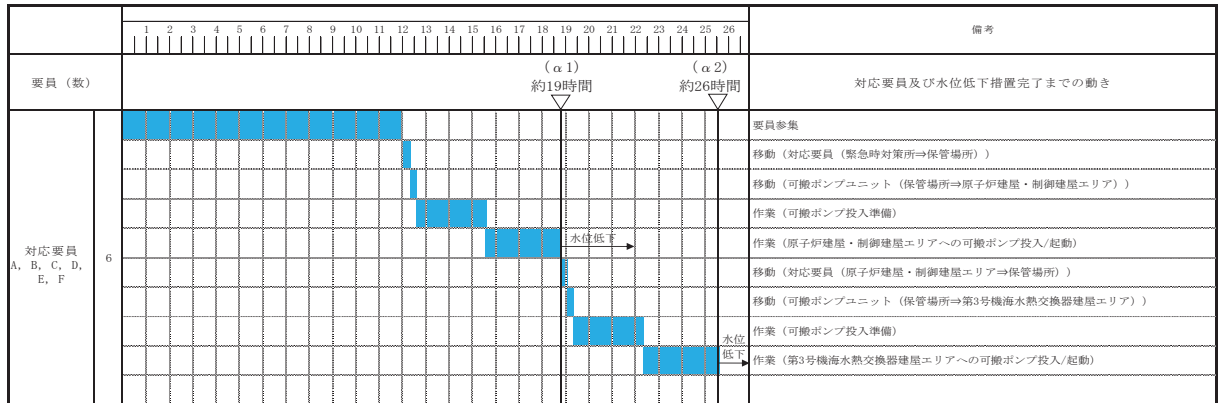 1 2 3 4 5 6 7 8 9 10 11 12 13 14 15 16 17 18 19 20 21 22 23 24 25 26
備考
要員（数）
（α1）
約19時間
（α2）
約26時間
対応要員及び水位低下措置完了までの動き
要員参集
移動（対応要員（緊急時対策所⇒保管場所））
移動（可搬ポンプユニット（保管場所⇒原子炉建屋・制御建屋エリア））
作業（可搬ポンプ投入準備）
対応要員
A, B, C, D,
E, F
6
水位低下
作業（原子炉建屋・制御建屋エリアへの可搬ポンプ投入/起動）
移動（対応要員（原子炉建屋・制御建屋エリア⇒保管場所））
移動（可搬ポンプユニット（保管場所⇒第3号機海水熱交換器建屋エリア））
作業（可搬ポンプ投入準備）
水位
低下
作業（第3号機海水熱交換器建屋エリアへの可搬ポンプ投入/起動）